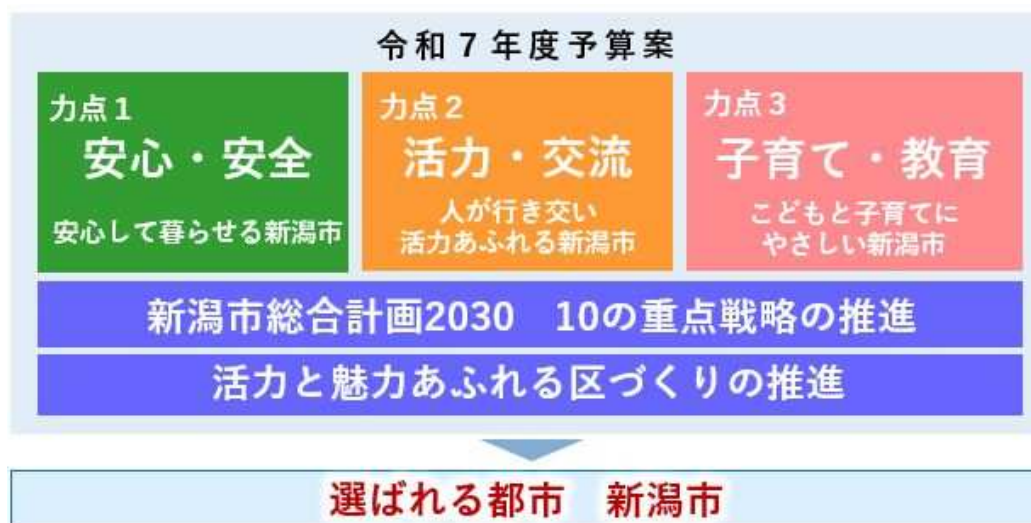 令和７年度予算案
力点１
安心・安全
安心して暮らせる新潟市
力点２
活力・交流
人が行き交い
活力あふれる新潟市
力点３
子育て・教育
こどもと子育てに
やさしい新潟市
新潟市総合計画2030　10の重点戦略の推進
活力と魅力あふれる区づくりの推進
選ばれる都市　新潟市